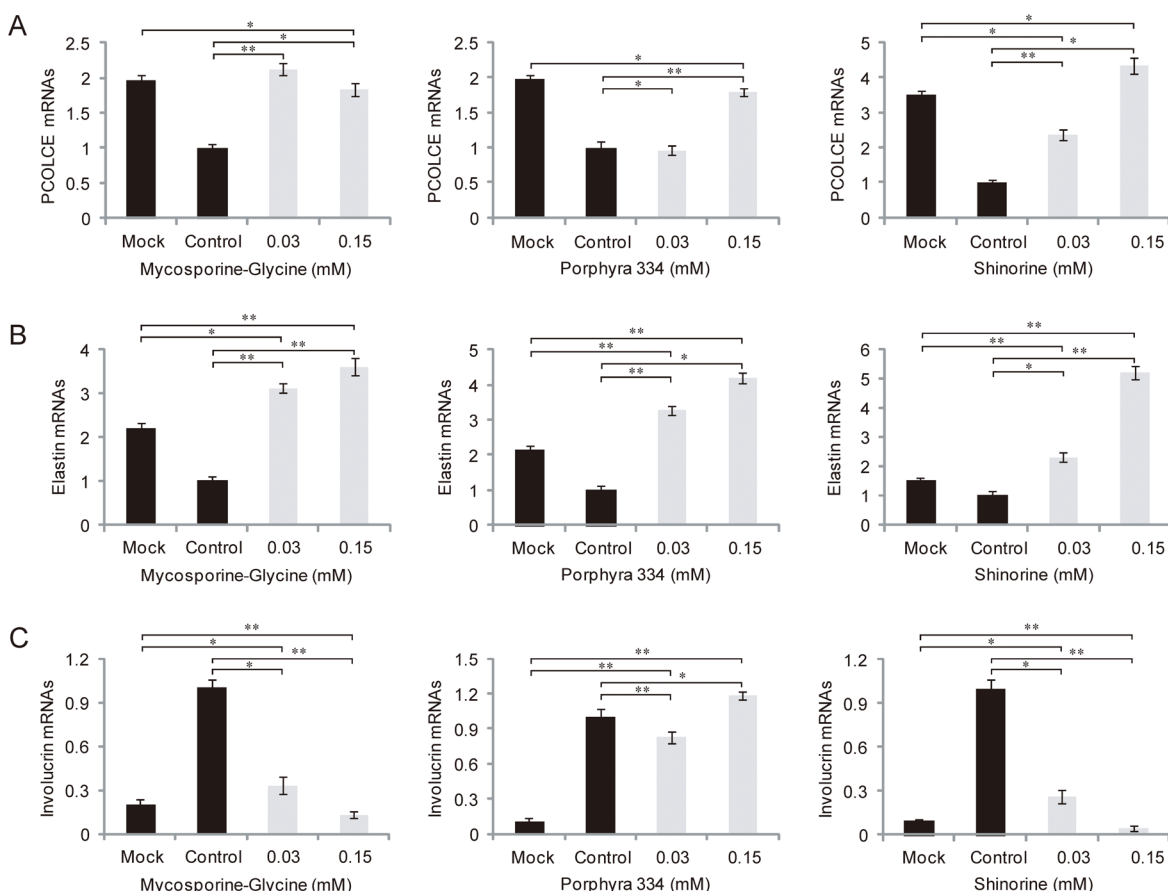 A
PCOLCE mRNAs
2.5
2
1.5
1
0.5
0
*
*
**
Mock Control 0.03 0.15
Mycosporine-Glycine (mM)
PCOLCE mRNAs
2.5
2
1.5
1
0.5
0
*
**
*
Mock Control 0.03 0.15
Porphyra 334 (mM)
PCOLCE mRNAs
5
4
3
2
1
0
*
*
*
**
Mock Control 0.03 0.15
Shinorine (mM)
B
Elastin mRNAs
4
3
2
1
0
**
*
**
**
Mock Control 0.03 0.15
Mycosporine-Glycine (mM)
Elastin mRNAs
5
4
3
2
1
0
**
**
*
**
Mock Control 0.03 0.15
Porphyra 334 (mM)
Elastin mRNAs
6
5
4
3
2
1
0
**
**
**
*
Mock Control 0.03 0.15
Shinorine (mM)
C
Involucrin mRNAs
1.2
0.9
0.6
0.3
0
**
*
**
*
Mock Control 0.03 0.15
Mycosporine-Glycine (mM)
Involucrin mRNAs
1.5
1.2
0.9
0.6
0.3
0
**
**
*
**
Mock Control 0.03 0.15
Porphyra 334 (mM)
Involucrin mRNAs
1.2
0.9
0.6
0.3
0
**
*
**
*
Mock Control 0.03 0.15
Shinorine (mM)